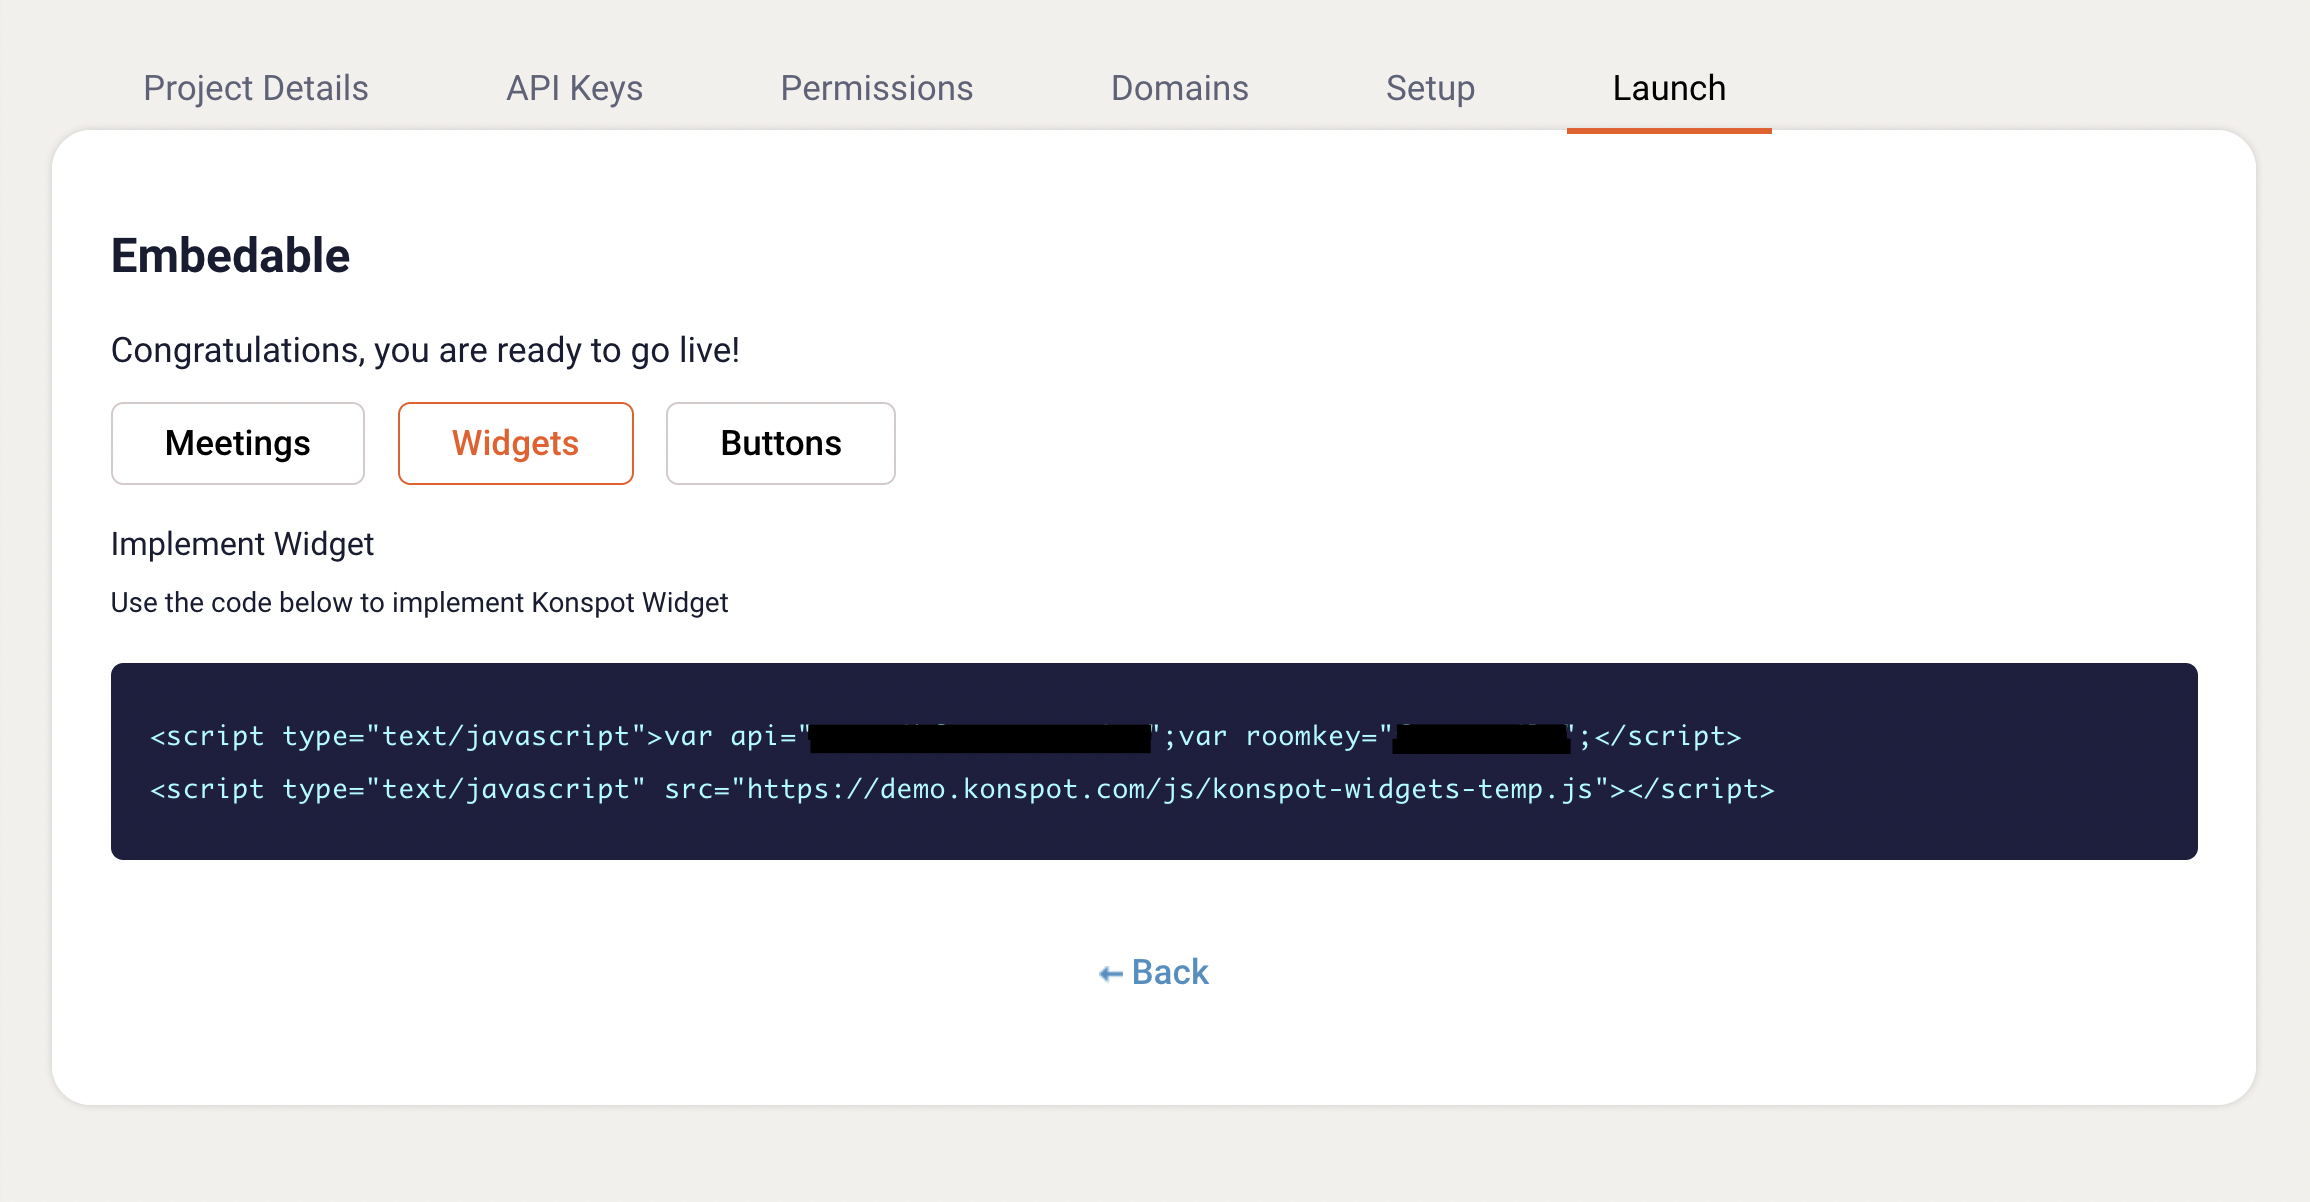 Project Details API Keys Permissions Domains Setup Launch
Embedable
Congratulations, you are ready to go live!
Meetings Widgets Buttons
Implement Widget
Use the code below to implement Konspot Widget
<script type="text/javascript">var api="";var roomkey="";</script>
<script type="text/javascript" src="https://demo.konspot.com/js/konspot-widgets-temp.js"></script>
← Back